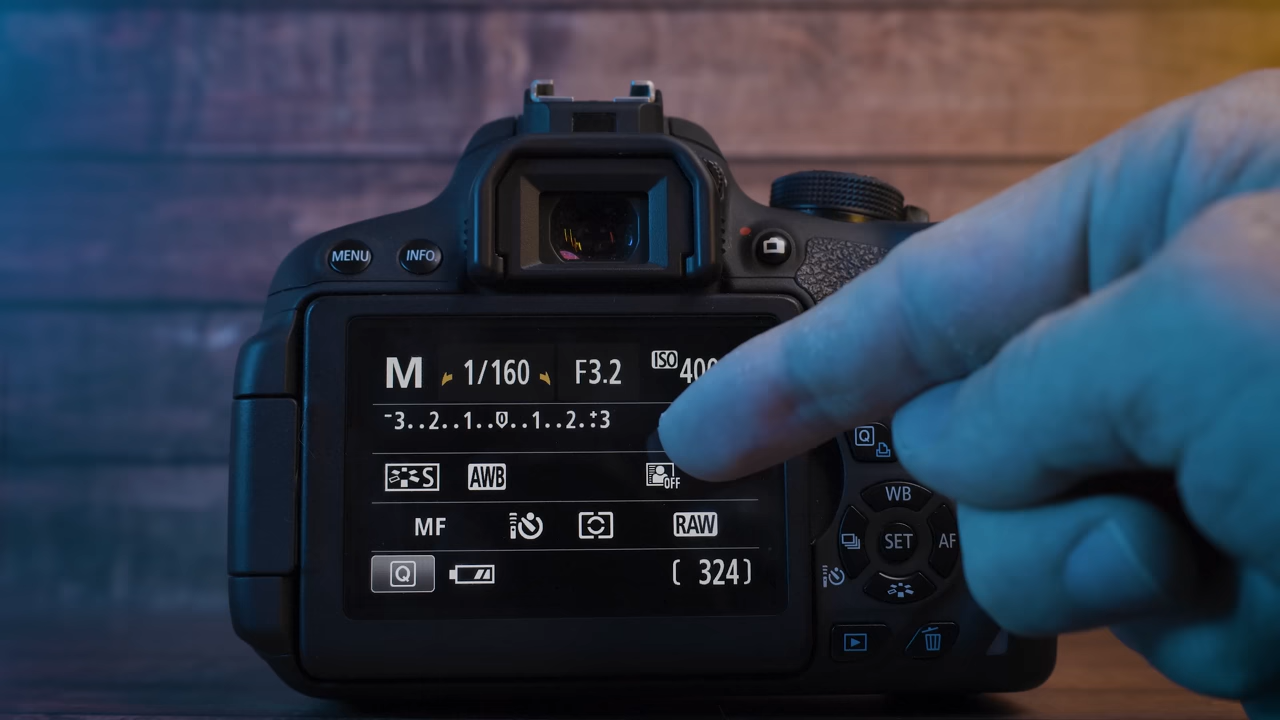 MENU INFO
M 1/160 F3.2 ISO 400
-3..2..1..0..1..2.+3
S AWB OFF
MF RAW
Q [ 324]
Q
WB
SET AF